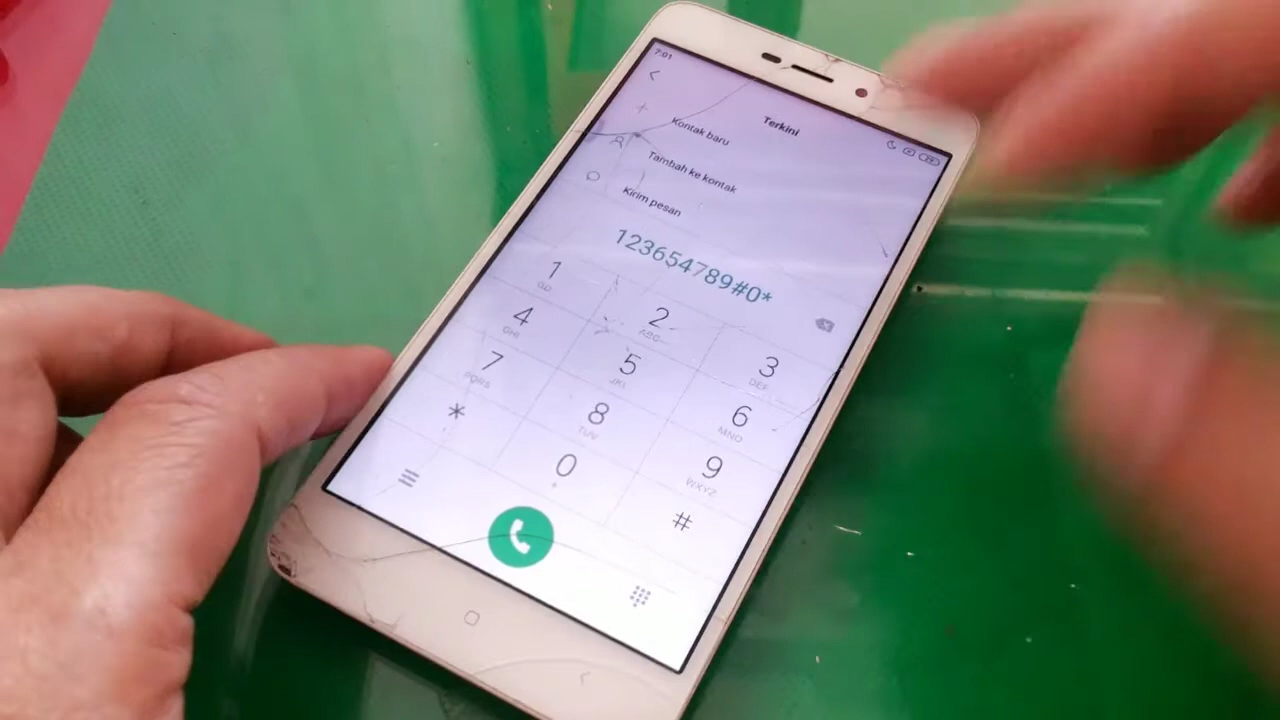 7:01
Terkini
Kontak baru
Tambah ke kontak
Kirim pesan
123654789#0*
1 2 3
ABC DEF
4 5 6
GHI JKL MNO
7 8 9
PQRS TUV WXYZ
* 0 #
+